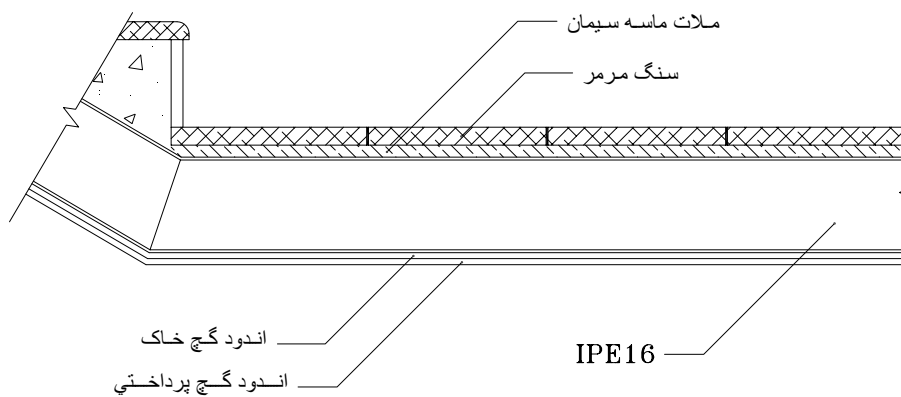 ملات ماسه سیمان
سنگ مرمر
اندود گچ خاک
IPE16
اندود گچ پرداختي